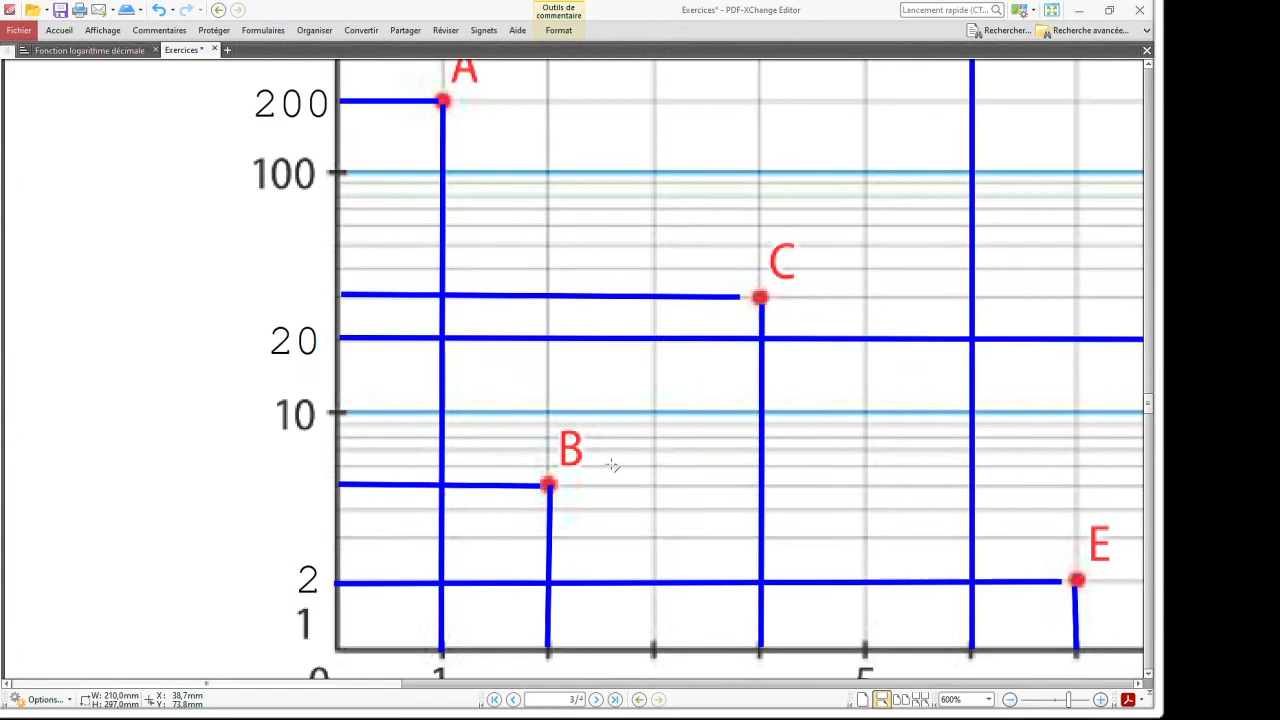 Outils de
commentaire
Exercices* - PDF-XChange Editor
Lancement rapide (CT...
Fichier Accueil Affichage Commentaires Protéger Formulaires Organiser Convertir Partager Réviser Signets Aide Format
Rechercher... Recherche avancée...
Fonction logarithme décimale Exercices *
A
200
100
C
20
10
B
E
2
1
0 1 5
Options... W: 210,0mm H: 297,0mm X: 38,7mm Y: 73,8mm 3/4 600%